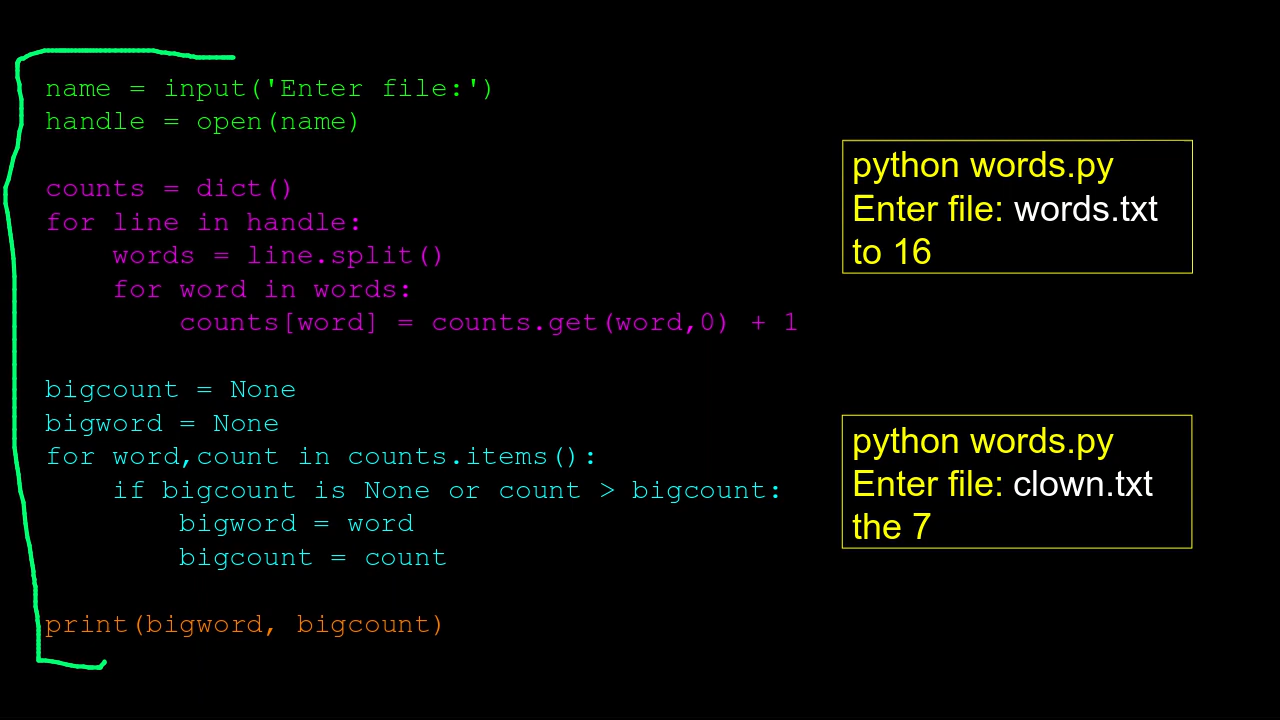 name = input('Enter file:')
handle = open(name)
counts = dict()
for line in handle:
    words = line.split()
    for word in words:
        counts[word] = counts.get(word,0) + 1
bigcount = None
bigword = None
for word,count in counts.items():
    if bigcount is None or count > bigcount:
        bigword = word
        bigcount = count
print(bigword, bigcount)
python words.py
Enter file: words.txt
to 16
python words.py
Enter file: clown.txt
the 7